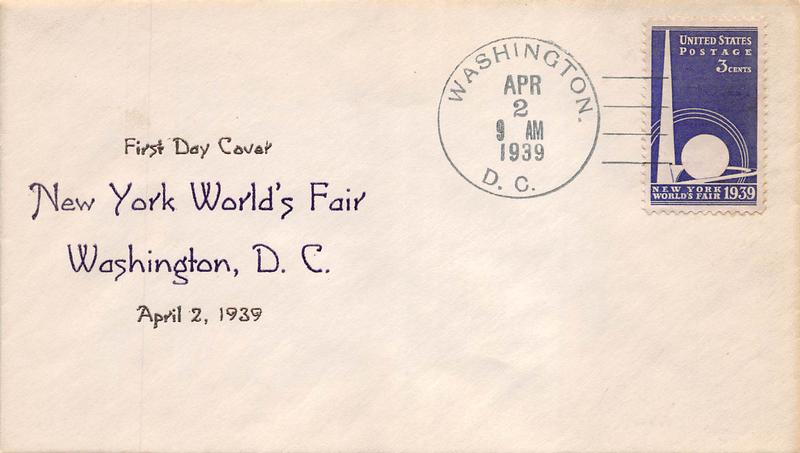 WASHINGTON.
APR
2
9 AM
1939
D. C.
UNITED STATES
POSTAGE
3 CENTS
NEW YORK
WORLD'S FAIR 1939
First Day Cover
New York World's Fair
Washington, D. C.
April 2, 1939